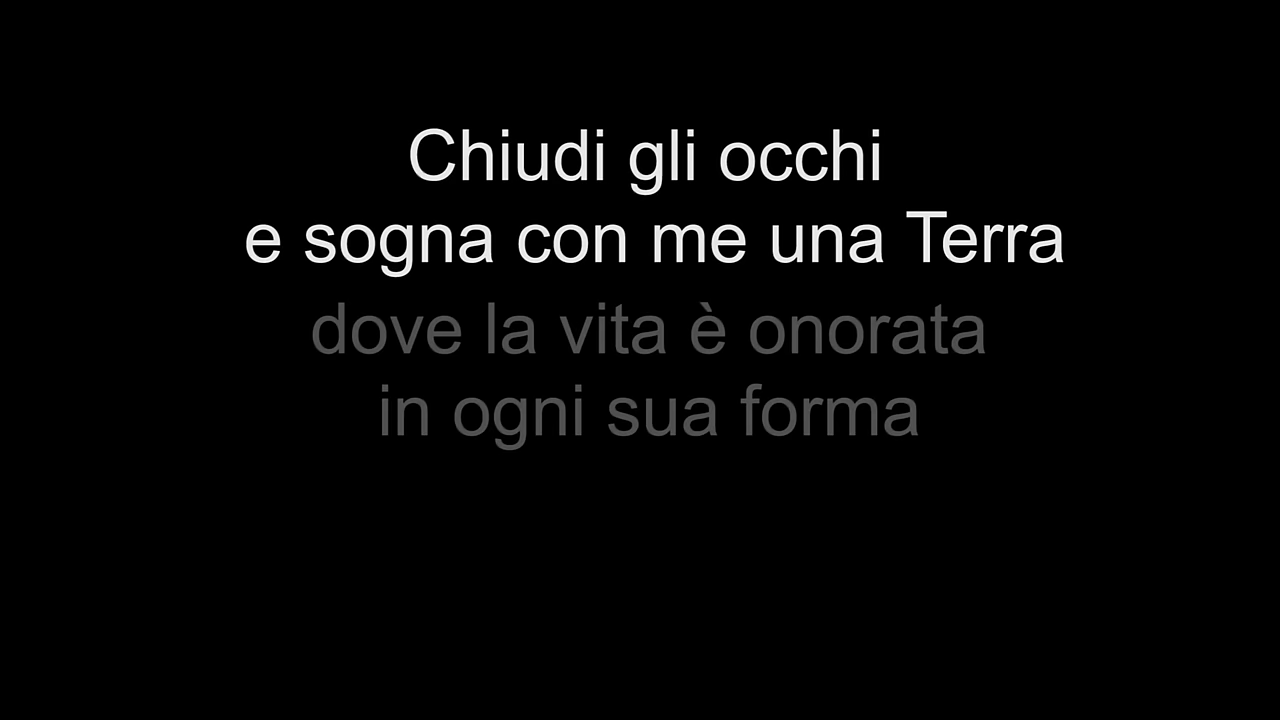 Chiudi gli occhi
e sogna con me una Terra
dove la vita è onorata
in ogni sua forma